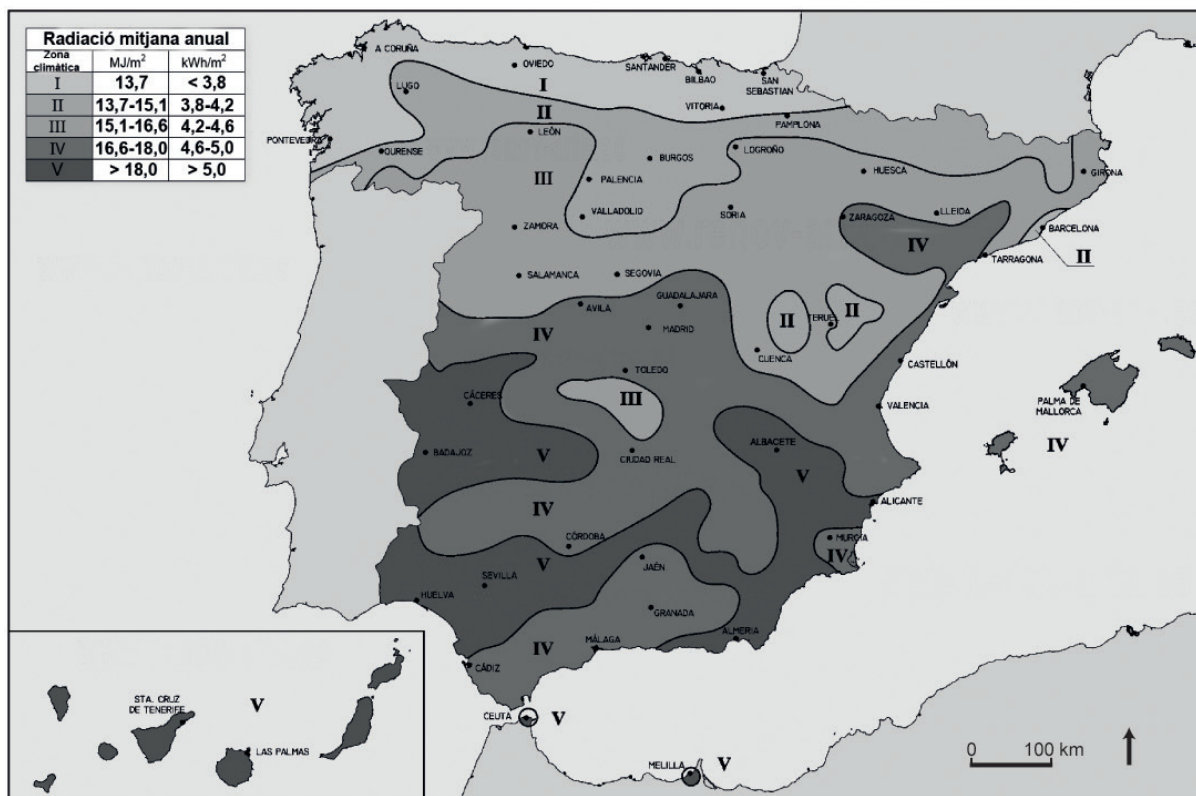 Radiació mitjana anual
Zona climàtica MJ/m² kWh/m²
I 13,7 < 3,8
II 13,7-15,1 3,8-4,2
III 15,1-16,6 4,2-4,6
IV 16,6-18,0 4,6-5,0
V > 18,0 > 5,0
A CORUÑA
OVIEDO
SANTANDER
BILBAO
SAN
SEBASTIAN
I
LUGO
II
VITORIA
PAMPLONA
PONTEVEDRA
OURENSE
LEÓN
BURGOS
LOGROÑO
HUESCA
GIRONA
III
PALENCIA
VALLADOLID
SORIA
ZARAGOZA
LLEIDA
BARCELONA
ZAMORA
IV
TARRAGONA
II
SALAMANCA
SEGOVIA
AVILA
GUADALAJARA
II
II
TERUEL
IV
MADRID
CUENCA
TOLEDO
CASTELLÓN
CÁCERES
III
VALENCIA
PALMA DE
MALLORCA
IV
BADAJOZ
V
CIUDAD REAL
ALBACETE
V
IV
ALICANTE
CÓRDOBA
MURCIA
IV
V
JAÉN
SEVILLA
HUELVA
GRANADA
IV
MÁLAGA
ALMERIA
CÁDIZ
CEUTA
V
MELILLA
V
STA. CRUZ
DE TENERIFE
V
LAS PALMAS
0 100 km